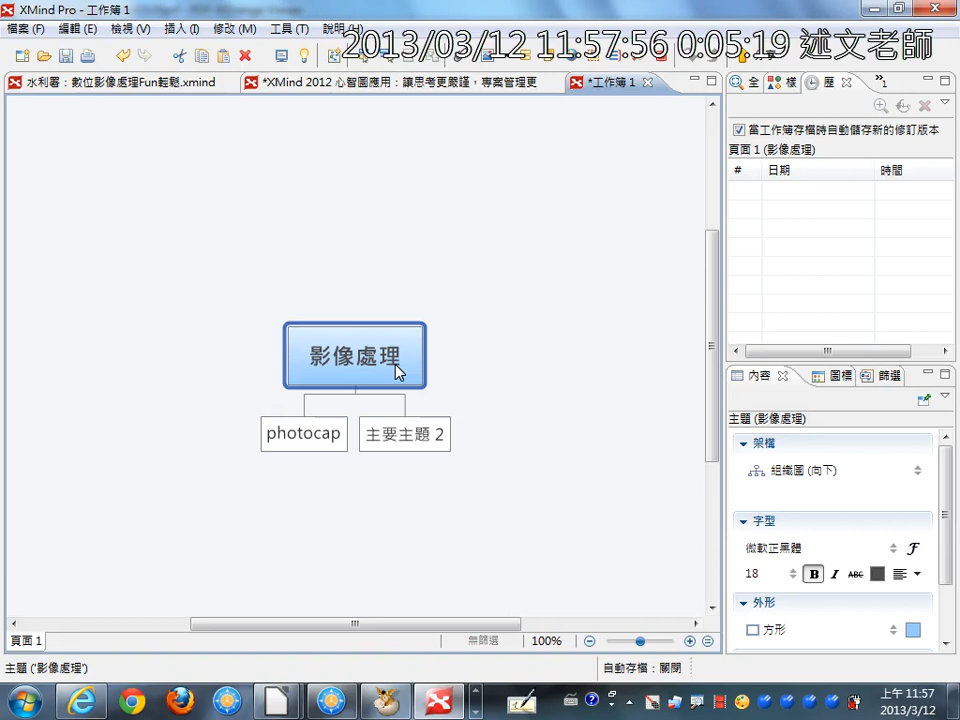 XMind Pro - 工作簿 1
檔案 (F) 編輯 (E) 檢視 (V) 插入 (I) 修改 (M) 工具 (T) 說明(H)
2013/03/12 11:57:56 0:05:19 述文老師
水利署：數位影像處理Fun輕鬆.xmind
*XMind 2012 心智圖應用：讓思考更嚴謹，專案管理更
*工作簿 1
全 樣 歷 »1
當工作簿存檔時自動儲存新的修訂版本
頁面 1 (影像處理)
# 日期 時間
影像處理
photocap 主要主題 2
內容 圖標 篩選
主題 (影像處理)
架構
組織圖 (向下)
字型
微軟正黑體
18 B I ABC
外形
方形
頁面 1
無篩選 100%
主題 ('影像處理')
自動存檔：關閉
上午 11:57
2013/3/12